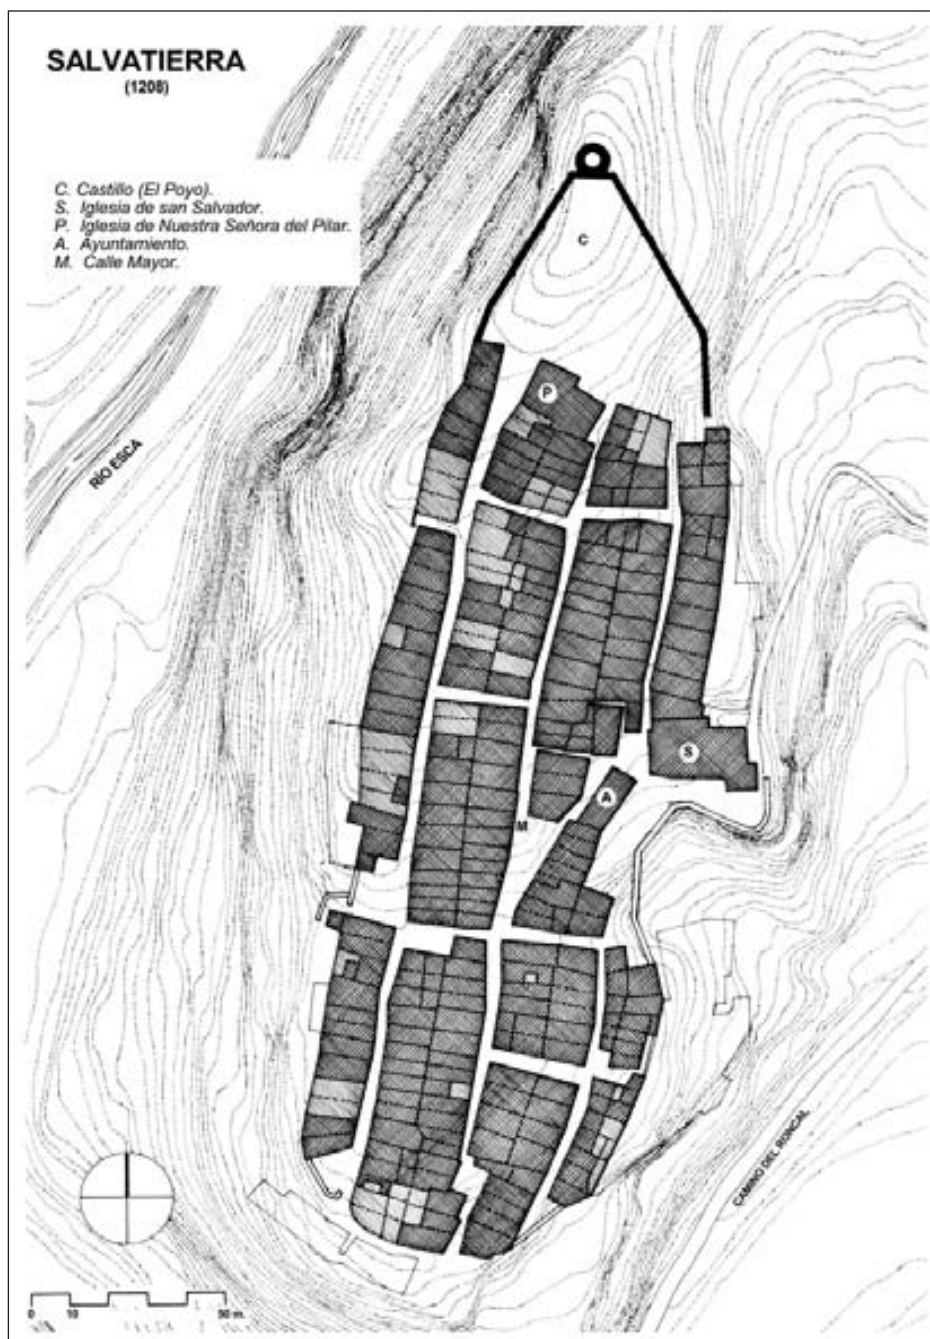 SALVATIERRA
(1208)
C. Castillo (El Poyo).
S. Iglesia de san Salvador.
P. Iglesia de Nuestra Señora del Pilar.
A. Ayuntamiento.
M. Calle Mayor.
C
P
RÍO ESCA
S
A
M
CAMINO DEL RONCAL
0 10 50 m.